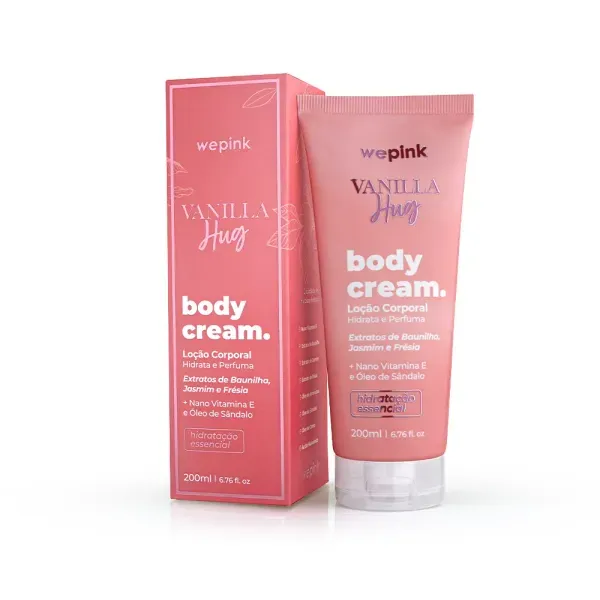 wepink
VANILLA
Hug
body
cream.
Loção Corporal
Hidrata e Perfuma
Extratos de Baunilha,
Jasmim e Frésia
+ Nano Vitamina E
e Óleo de Sândalo
hidratação
essencial
200ml | 6.76 fl. oz
wepink
wepink
VANILLA
Hug
body
cream.
Loção Corporal
Hidrata e Perfuma
Extratos de Baunilha,
Jasmim e Frésia
+ Nano Vitamina E
e Óleo de Sândalo
hidratação
essencial
200ml | 6.76 fl. oz